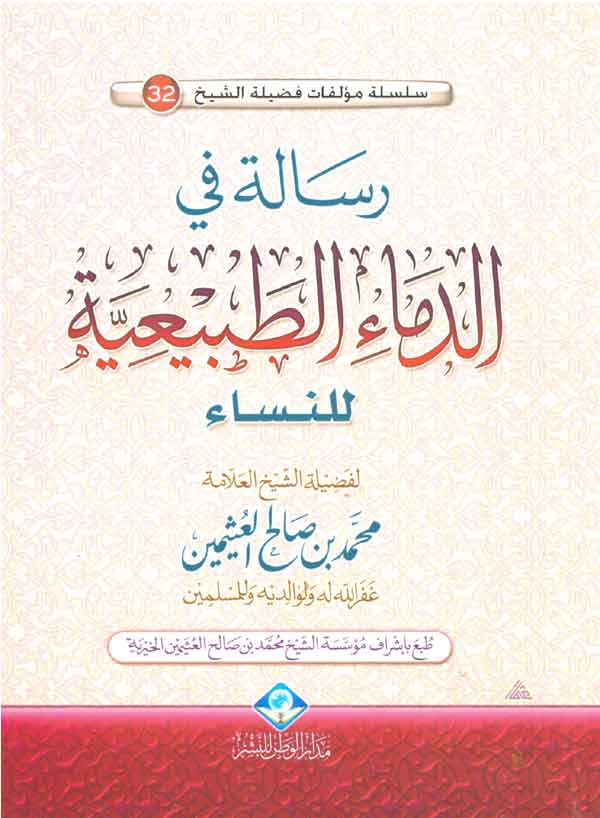 سلسلة مؤلفات فضيلة الشيخ 32
رسالة في
الدماء الطبيعية
للنساء
لفضيلة الشيخ العلامة
محمد بن صالح العثيمين
غفر الله له ولوالديه وللمسلمين
طبع بإشراف مؤسسة الشيخ محمد بن صالح العثيمين الخيرية
مدار الوطن للنشر